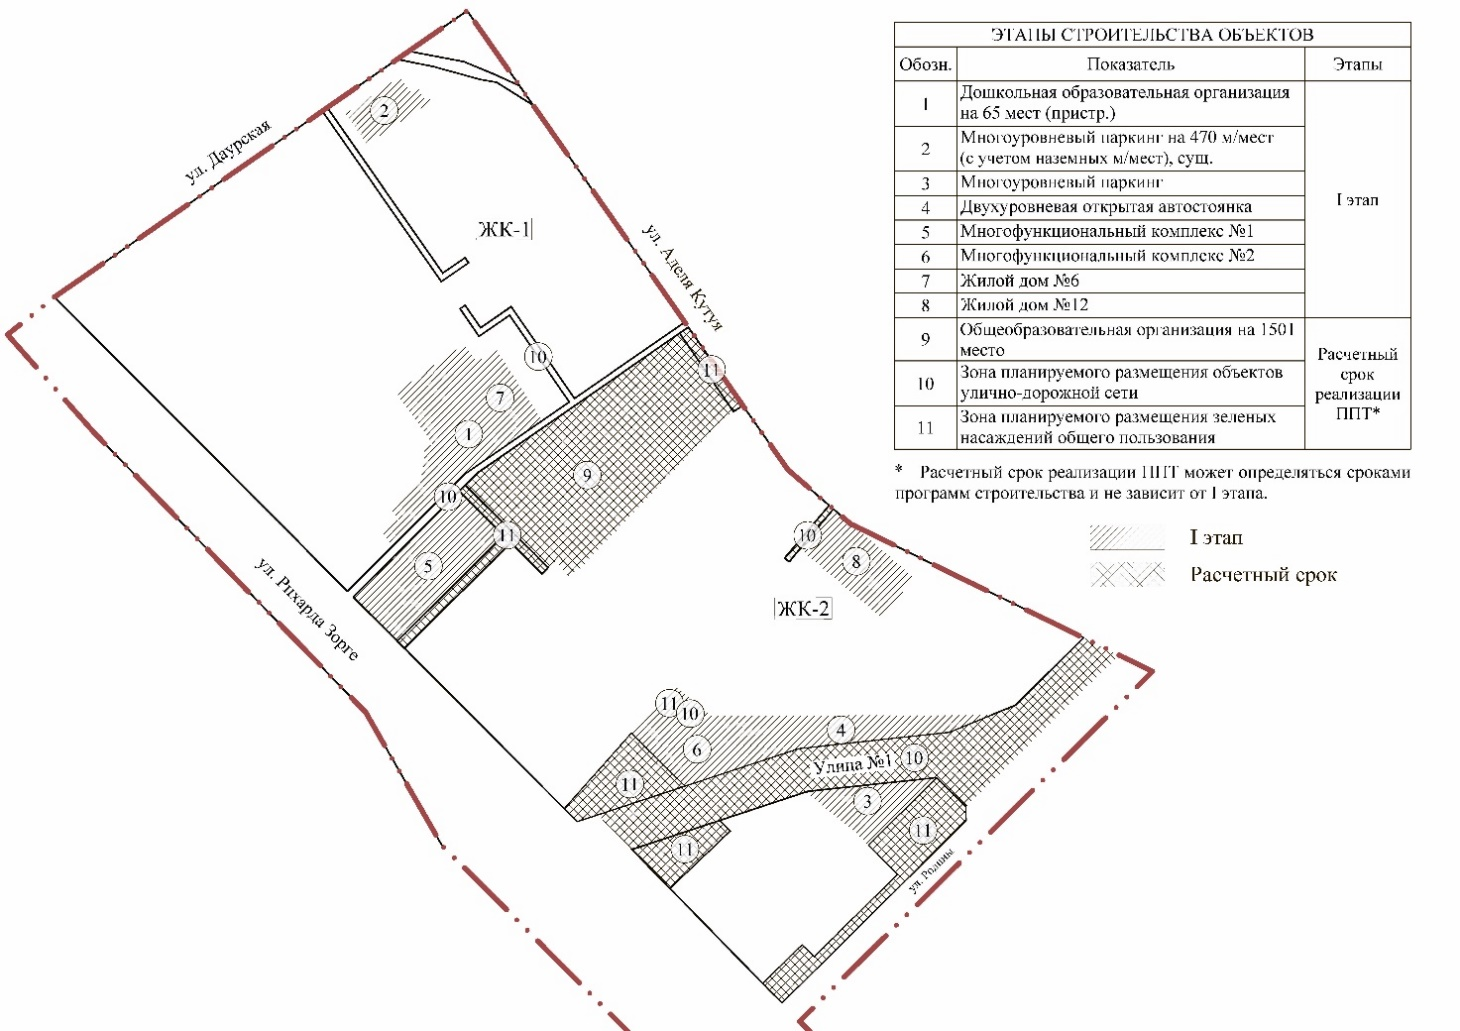 ул. Даурская
2
ЖК-1
ул. Аделя Кутуя
10
11
7
1
9
10
11
5
10
8
ул. Рихарда Зорге
ЖК-2
11
10
4
6
Улица №1
10
11
3
11
11
ул. Родины
ЭТАПЫ СТРОИТЕЛЬСТВА ОБЪЕКТОВ
Обозн. Показатель Этапы
1 Дошкольная образовательная организация
на 65 мест (пристр.)
2 Многоуровневый паркинг на 470 м/мест
(с учетом наземных м/мест), сущ.
3 Многоуровневый паркинг
4 Двухуровневая открытая автостоянка
5 Многофункциональный комплекс №1
6 Многофункциональный комплекс №2
7 Жилой дом №6
8 Жилой дом №12
I этап
9 Общеобразовательная организация на 1501
место
10 Зона планируемого размещения объектов
улично-дорожной сети
11 Зона планируемого размещения зеленых
насаждений общего пользования
Расчетный
срок
реализации
ППТ*
* Расчетный срок реализации ППТ может определяться сроками
программ строительства и не зависит от I этапа.
I этап
Расчетный срок